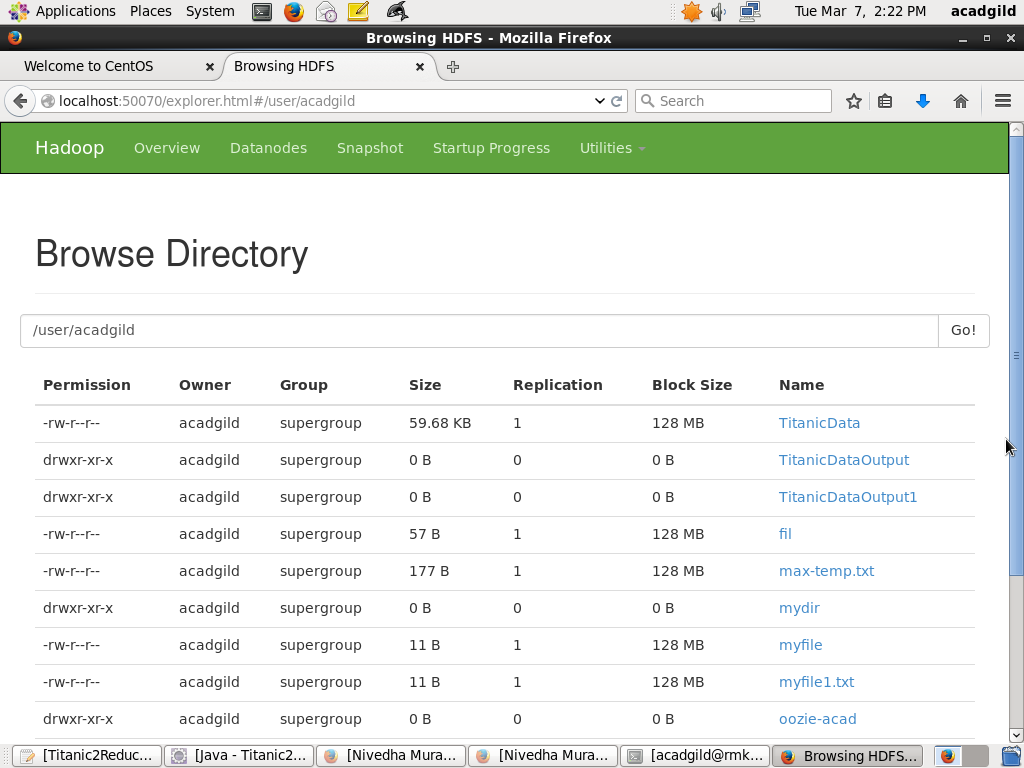 Applications Places System Tue Mar 7, 2:22 PM acadgild
Browsing HDFS - Mozilla Firefox
Welcome to CentOS Browsing HDFS
localhost:50070/explorer.html#/user/acadgild Search
Hadoop Overview Datanodes Snapshot Startup Progress Utilities
Browse Directory
/user/acadgild Go!
Permission Owner Group Size Replication Block Size Name
-rw-r--r-- acadgild supergroup 59.68 KB 1 128 MB TitanicData
drwxr-xr-x acadgild supergroup 0 B 0 0 B TitanicDataOutput
drwxr-xr-x acadgild supergroup 0 B 0 0 B TitanicDataOutput1
-rw-r--r-- acadgild supergroup 57 B 1 128 MB fil
-rw-r--r-- acadgild supergroup 177 B 1 128 MB max-temp.txt
drwxr-xr-x acadgild supergroup 0 B 0 0 B mydir
-rw-r--r-- acadgild supergroup 11 B 1 128 MB myfile
-rw-r--r-- acadgild supergroup 11 B 1 128 MB myfile1.txt
drwxr-xr-x acadgild supergroup 0 B 0 0 B oozie-acad
[Titanic2Reduc... [Java - Titanic2... [Nivedha Mura... [Nivedha Mura... [acadgild@rmk... Browsing HDFS...